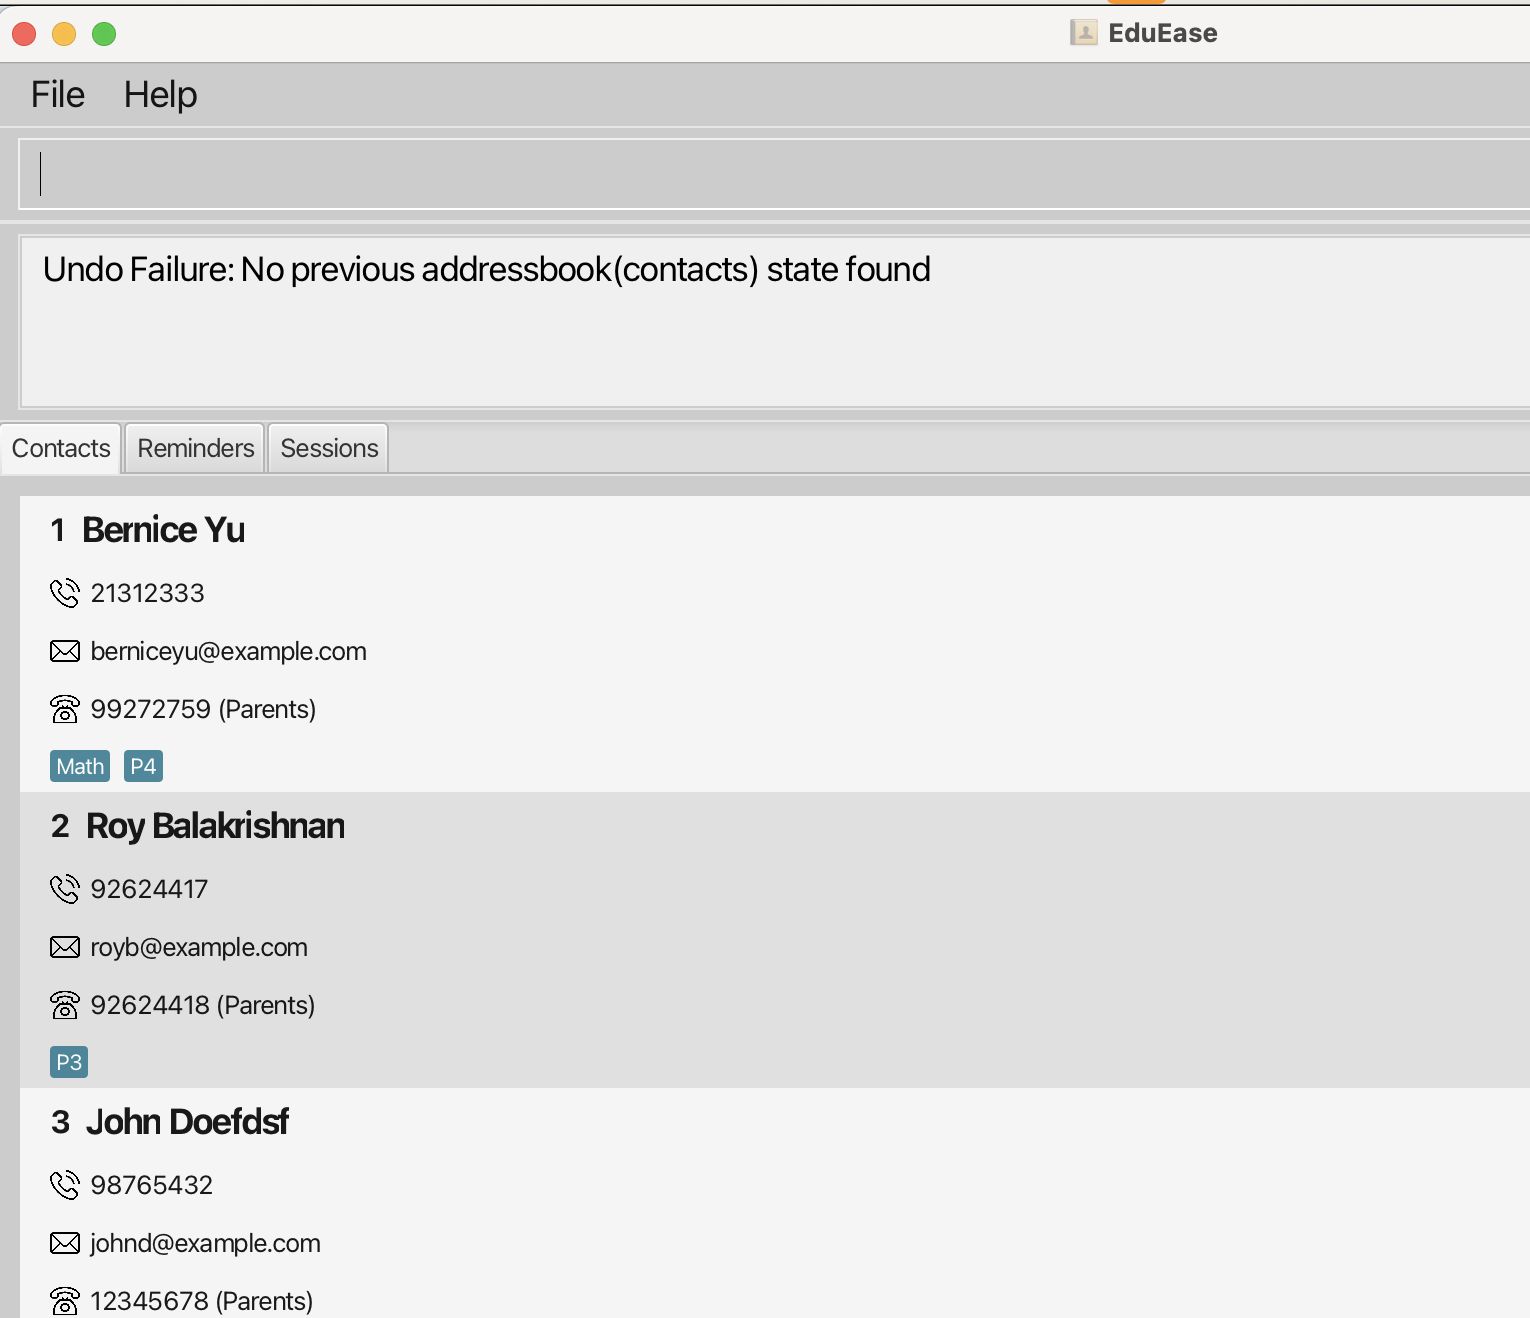 EduEase
File Help
Undo Failure: No previous addressbook(contacts) state found
Contacts Reminders Sessions
1 Bernice Yu
21312333
berniceyu@example.com
99272759 (Parents)
Math P4
2 Roy Balakrishnan
92624417
royb@example.com
92624418 (Parents)
P3
3 John Doefdsf
98765432
johnd@example.com
12345678 (Parents)